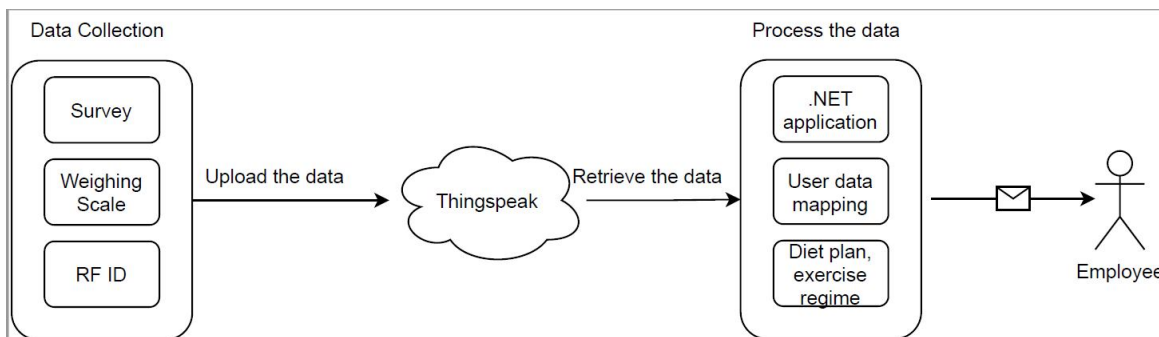 Data Collection
Survey
Weighing
Scale
RF ID
Upload the data
Thingspeak
Retrieve the data
Process the data
.NET
application
User data
mapping
Diet plan,
exercise
regime
Employee